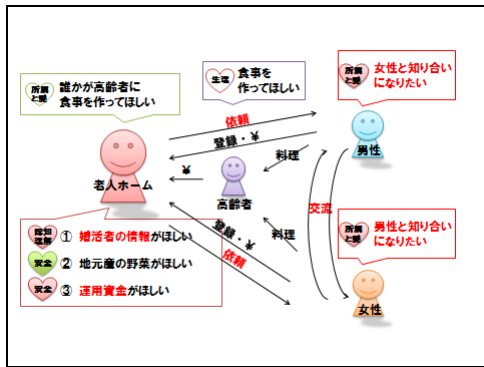 所属
と愛
誰かが高齢者に
食事を作ってほしい
生理
食事を
作ってほしい
所属
と愛
女性と知り合い
になりたい
依頼
登録・¥
料理
男性
¥
老人ホーム
高齢者
交流
認知
理解
① 婚活者の情報がほしい
安全
② 地元産の野菜がほしい
安全
③ 運用資金がほしい
登録・¥
依頼
料理
所属
と愛
男性と知り合い
になりたい
女性